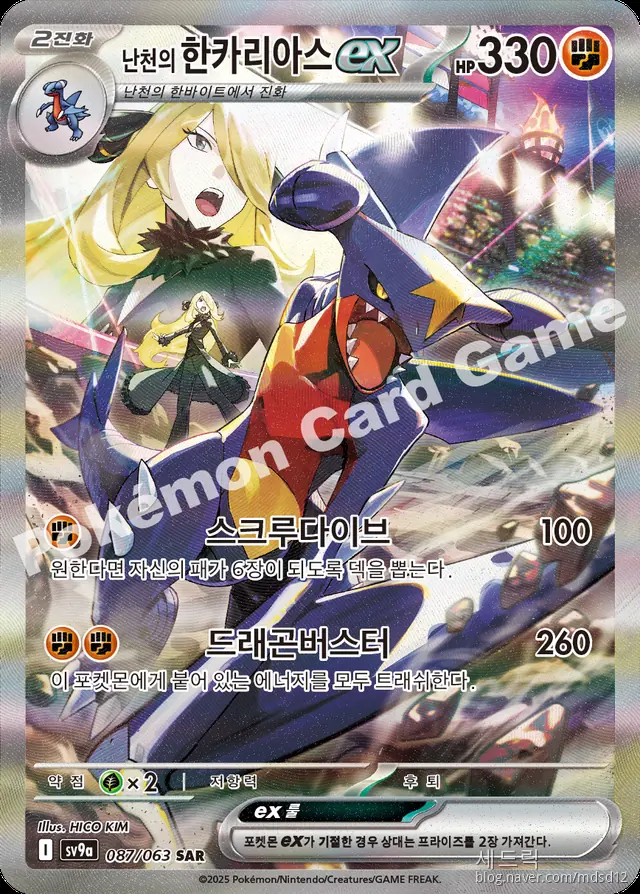 2진화
난천의 한카리아스 ex
HP 330
난천의 한바이트에서 진화
Pokémon Card Game
스크루다이브 100
원한다면 자신의 패가 6장이 되도록 덱을 뽑는다.
드래곤버스터 260
이 포켓몬에게 붙어 있는 에너지를 모두 트래쉬한다.
약점 ×2 저항력 후퇴
ex 룰
포켓몬 ex가 기절한 경우 상대는 프라이즈를 2장 가져간다.
Illus. HICO KIM
I sv9a 087/063 SAR
©2025 Pokémon/Nintendo/Creatures/GAME FREAK.
세드릭
blog.naver.com/mdsd12